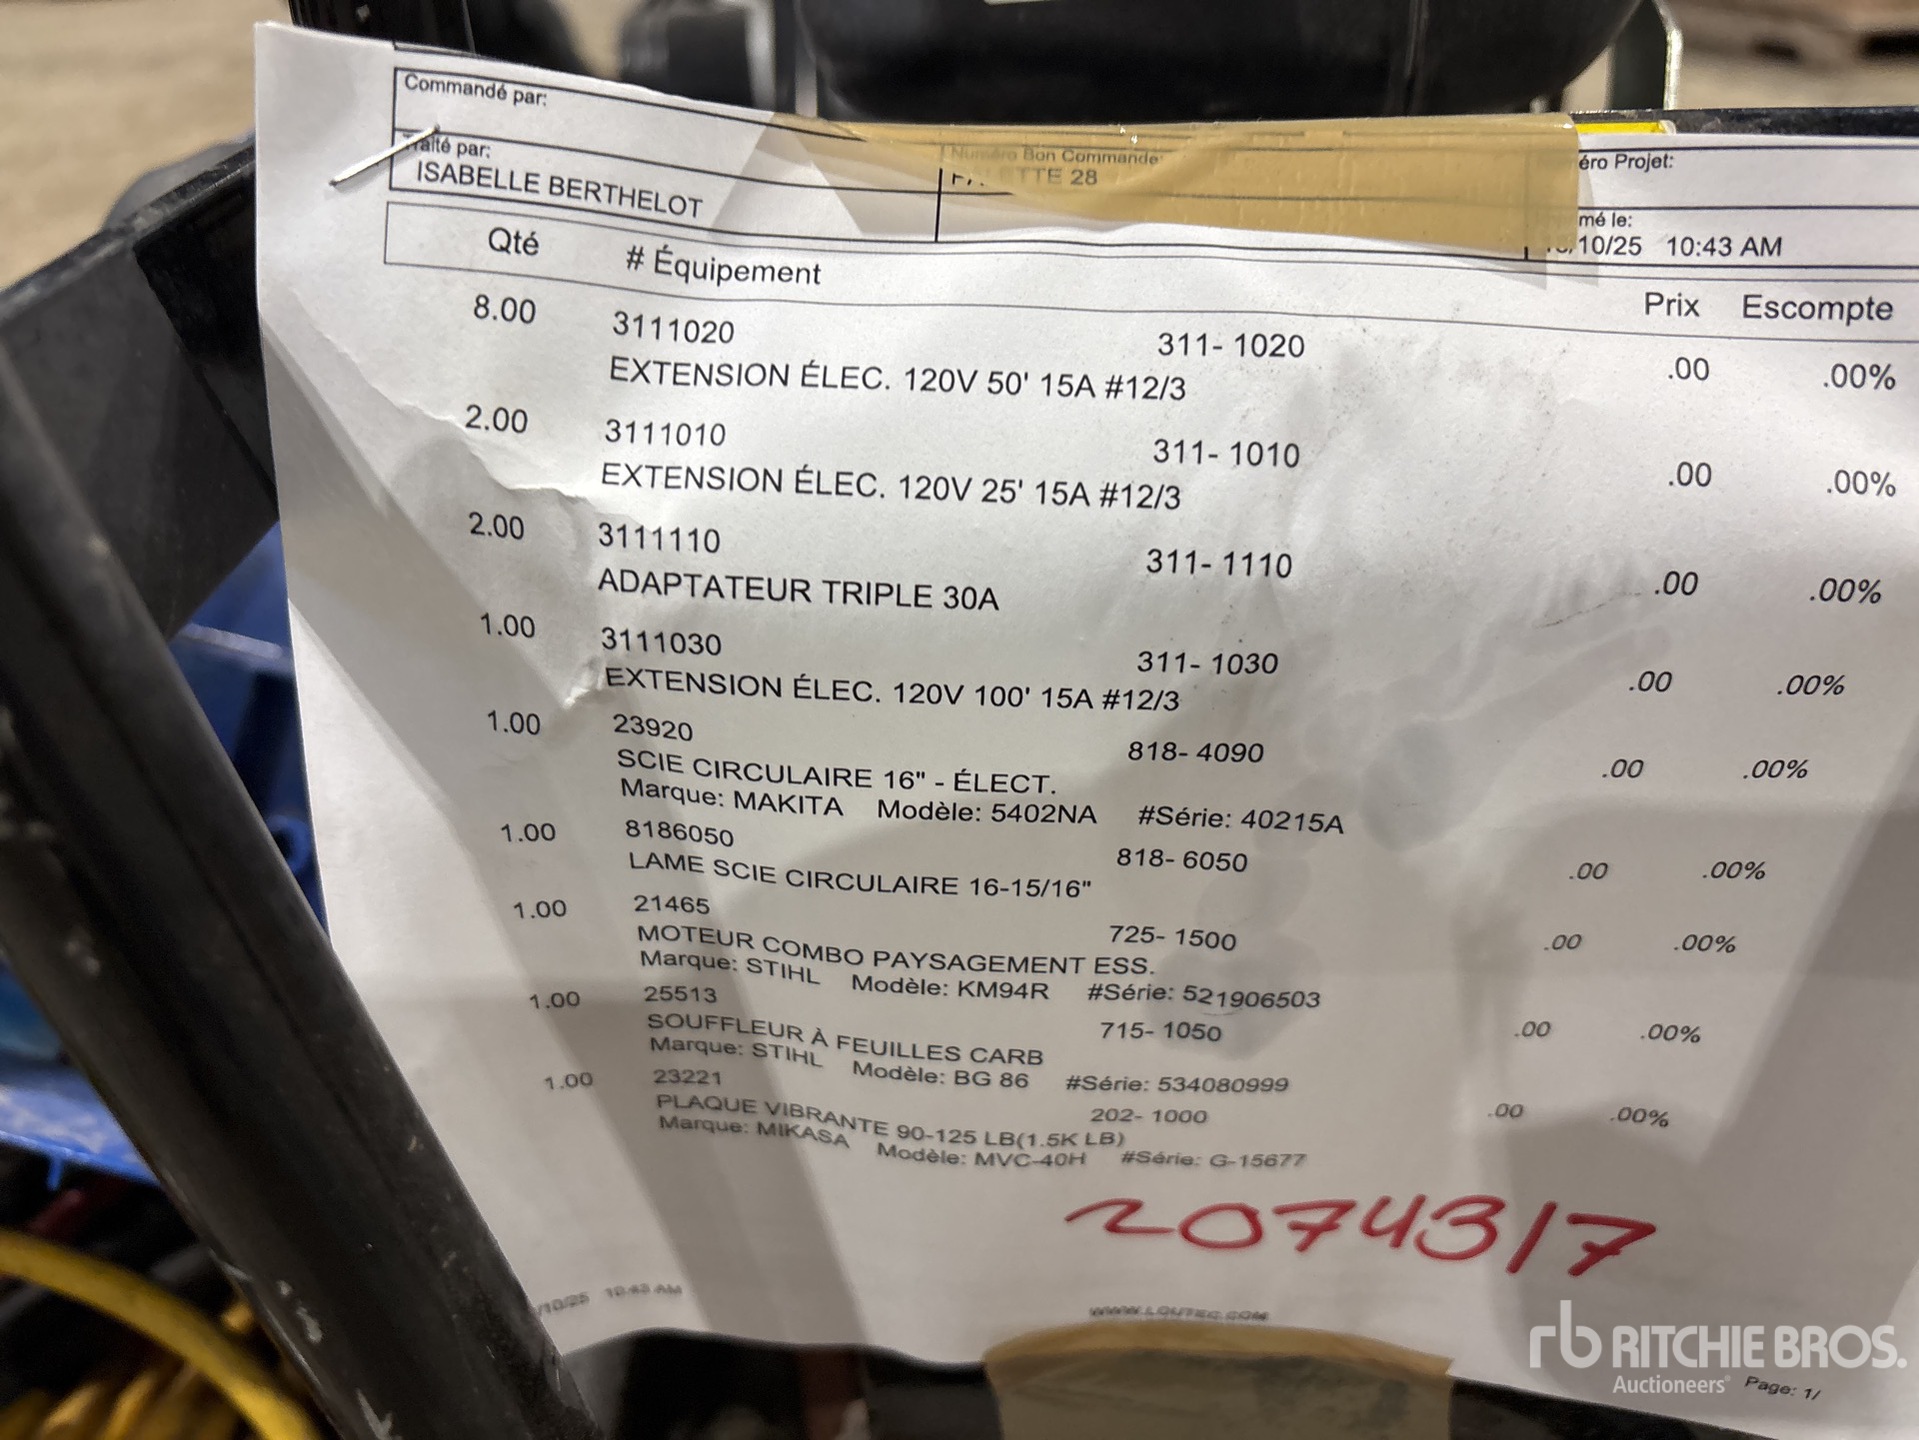 Commandé par:
Traité par:
ISABELLE BERTHELOT
Numéro Bon Commande:
28
éro Projet:
mé le:
10/25 10:43 AM
Qté # Équipement Prix Escompte
8.00 3111020 311- 1020 .00 .00%
EXTENSION ÉLEC. 120V 50' 15A #12/3
2.00 3111010 311- 1010 .00 .00%
EXTENSION ÉLEC. 120V 25' 15A #12/3
2.00 3111110 311- 1110 .00 .00%
ADAPTATEUR TRIPLE 30A
1.00 3111030 311- 1030 .00 .00%
EXTENSION ÉLEC. 120V 100' 15A #12/3
1.00 23920 818- 4090 .00 .00%
SCIE CIRCULAIRE 16" - ÉLECT.
Marque: MAKITA Modèle: 5402NA #Série: 40215A
1.00 8186050 818- 6050 .00 .00%
LAME SCIE CIRCULAIRE 16-15/16"
1.00 21465 725- 1500 .00 .00%
MOTEUR COMBO PAYSAGEMENT ESS.
Marque: STIHL Modèle: KM94R #Série: 521906503
1.00 25513 715- 1050 .00 .00%
SOUFFLEUR À FEUILLES CARB
Marque: STIHL Modèle: BG 86 #Série: 534080999
1.00 23221 202- 1000 .00 .00%
PLAQUE VIBRANTE 90-125 LB(1.5K LB)
Marque: MIKASA Modèle: MVC-40H #Série: G-15677
2074317
/10/25 10:43 AM
WWW.LOUTEC.COM
Page: 1/
rb RITCHIE BROS.
Auctioneers